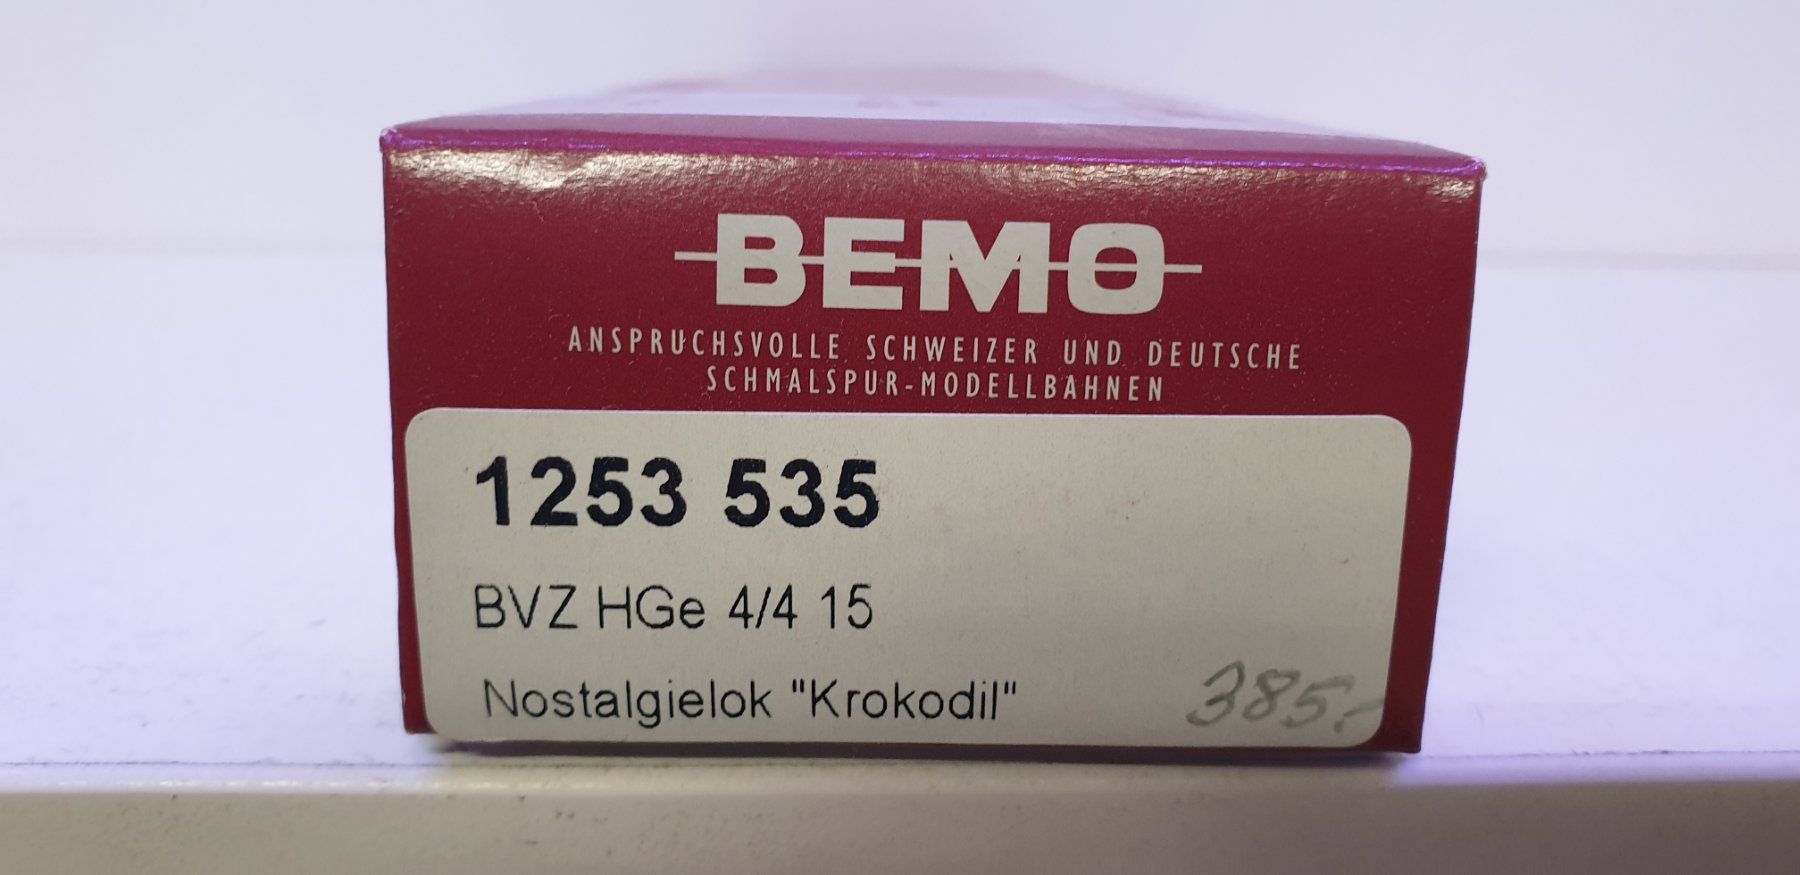 BEMO
ANSPRUCHSVOLLE SCHWEIZER UND DEUTSCHE
SCHMALSPUR-MODELLBAHNEN
1253 535
BVZ HGe 4/4 15
Nostalgielok "Krokodil"
385.-